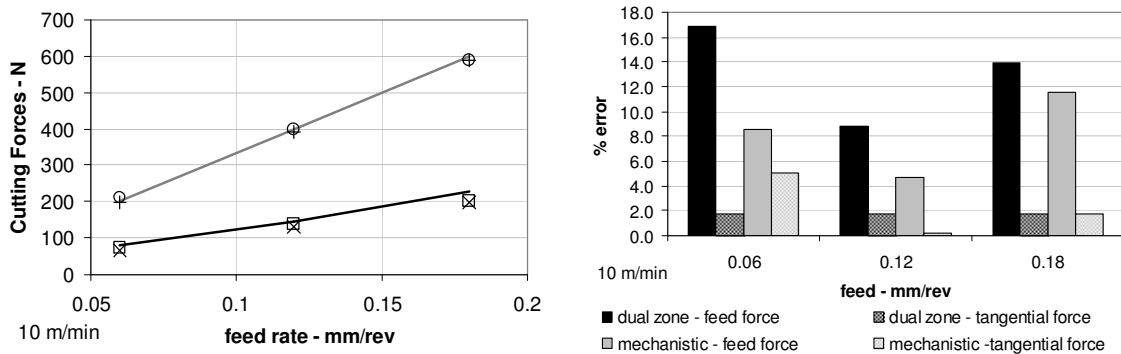 Cutting Forces - N
700
600
500
400
300
200
100
0
0.05
0.1
0.15
0.2
10 m/min
feed rate - mm/rev
% error
18.0
16.0
14.0
12.0
10.0
8.0
6.0
4.0
2.0
0.0
0.06
0.12
0.18
10 m/min
feed - mm/rev
dual zone - feed force
dual zone - tangential force
mechanistic - feed force
mechanistic -tangential force